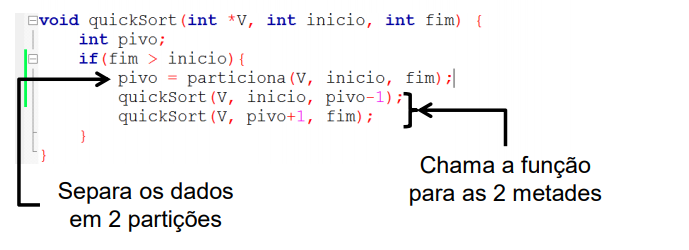 void quickSort(int *V, int inicio, int fim) {
int pivo;
if(fim > inicio){
pivo = particiona(V, inicio, fim);
quickSort(V, inicio, pivo-1);
quickSort(V, pivo+1, fim);
}
}
Separa os dados
em 2 partições
Chama a função
para as 2 metades